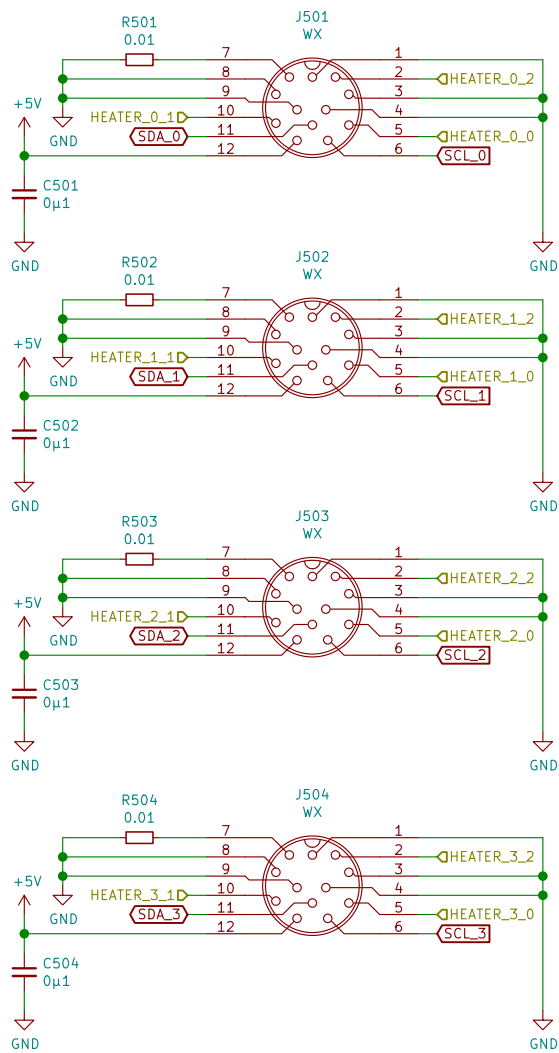 R501
0.01
J501
WX
7
1
8
2
HEATER_0_2
9
3
+5V
HEATER_0_1
10
4
GND
SDA_0
11
5
HEATER_0_0
12
6
SCL_0
C501
0µ1
GND
GND
R502
0.01
J502
WX
7
1
8
2
HEATER_1_2
9
3
+5V
HEATER_1_1
10
4
GND
SDA_1
11
5
HEATER_1_0
12
6
SCL_1
C502
0µ1
GND
GND
R503
0.01
J503
WX
7
1
8
2
HEATER_2_2
9
3
+5V
HEATER_2_1
10
4
GND
SDA_2
11
5
HEATER_2_0
12
6
SCL_2
C503
0µ1
GND
GND
R504
0.01
J504
WX
7
1
8
2
HEATER_3_2
9
3
+5V
HEATER_3_1
10
4
GND
SDA_3
11
5
HEATER_3_0
12
6
SCL_3
C504
0µ1
GND
GND